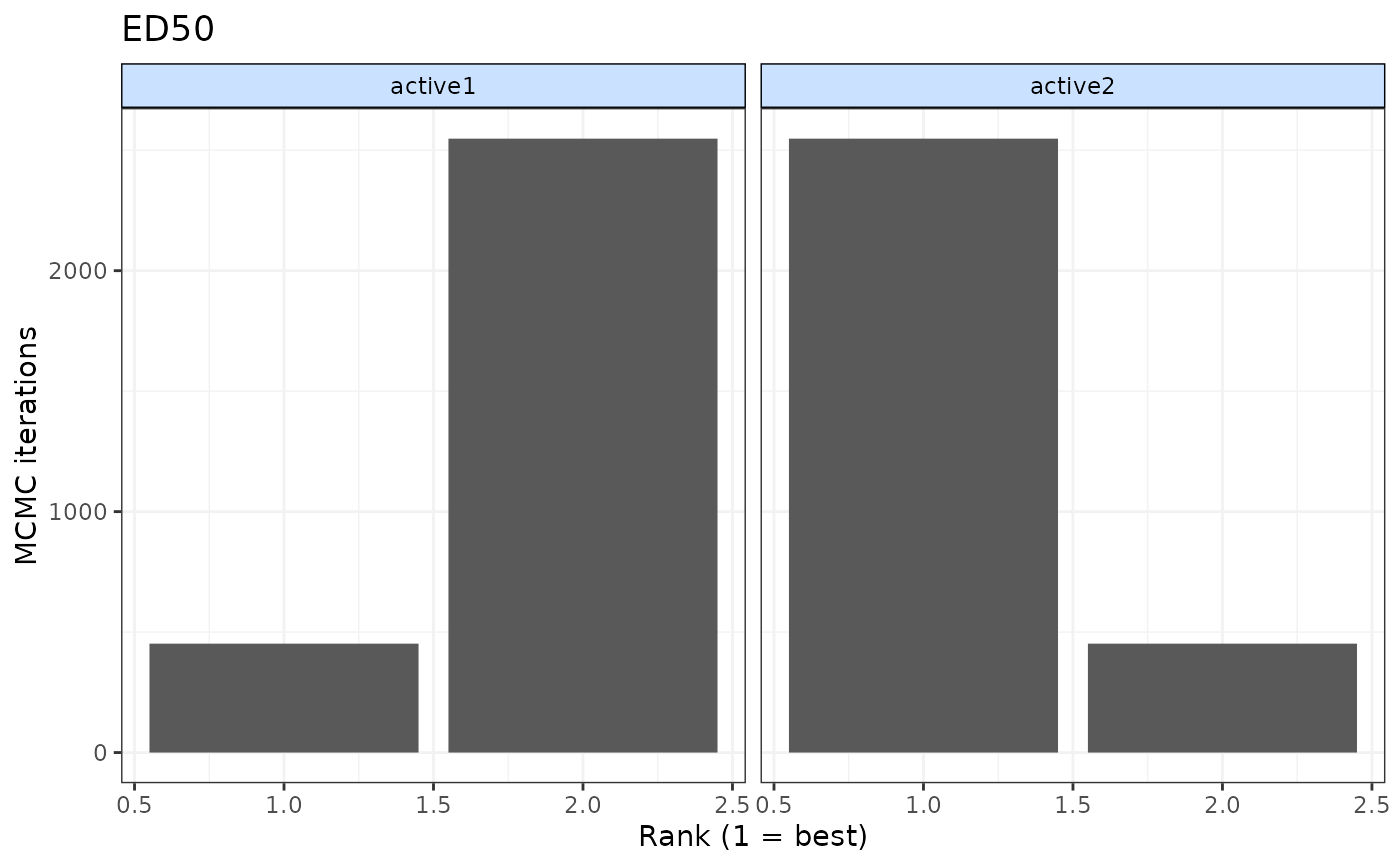 ED50
active1 active2
MCMC iterations
2000
1000
0
0.5 1.0 1.5 2.0 2.5 0.5 1.0 1.5 2.0 2.5
Rank (1 = best)